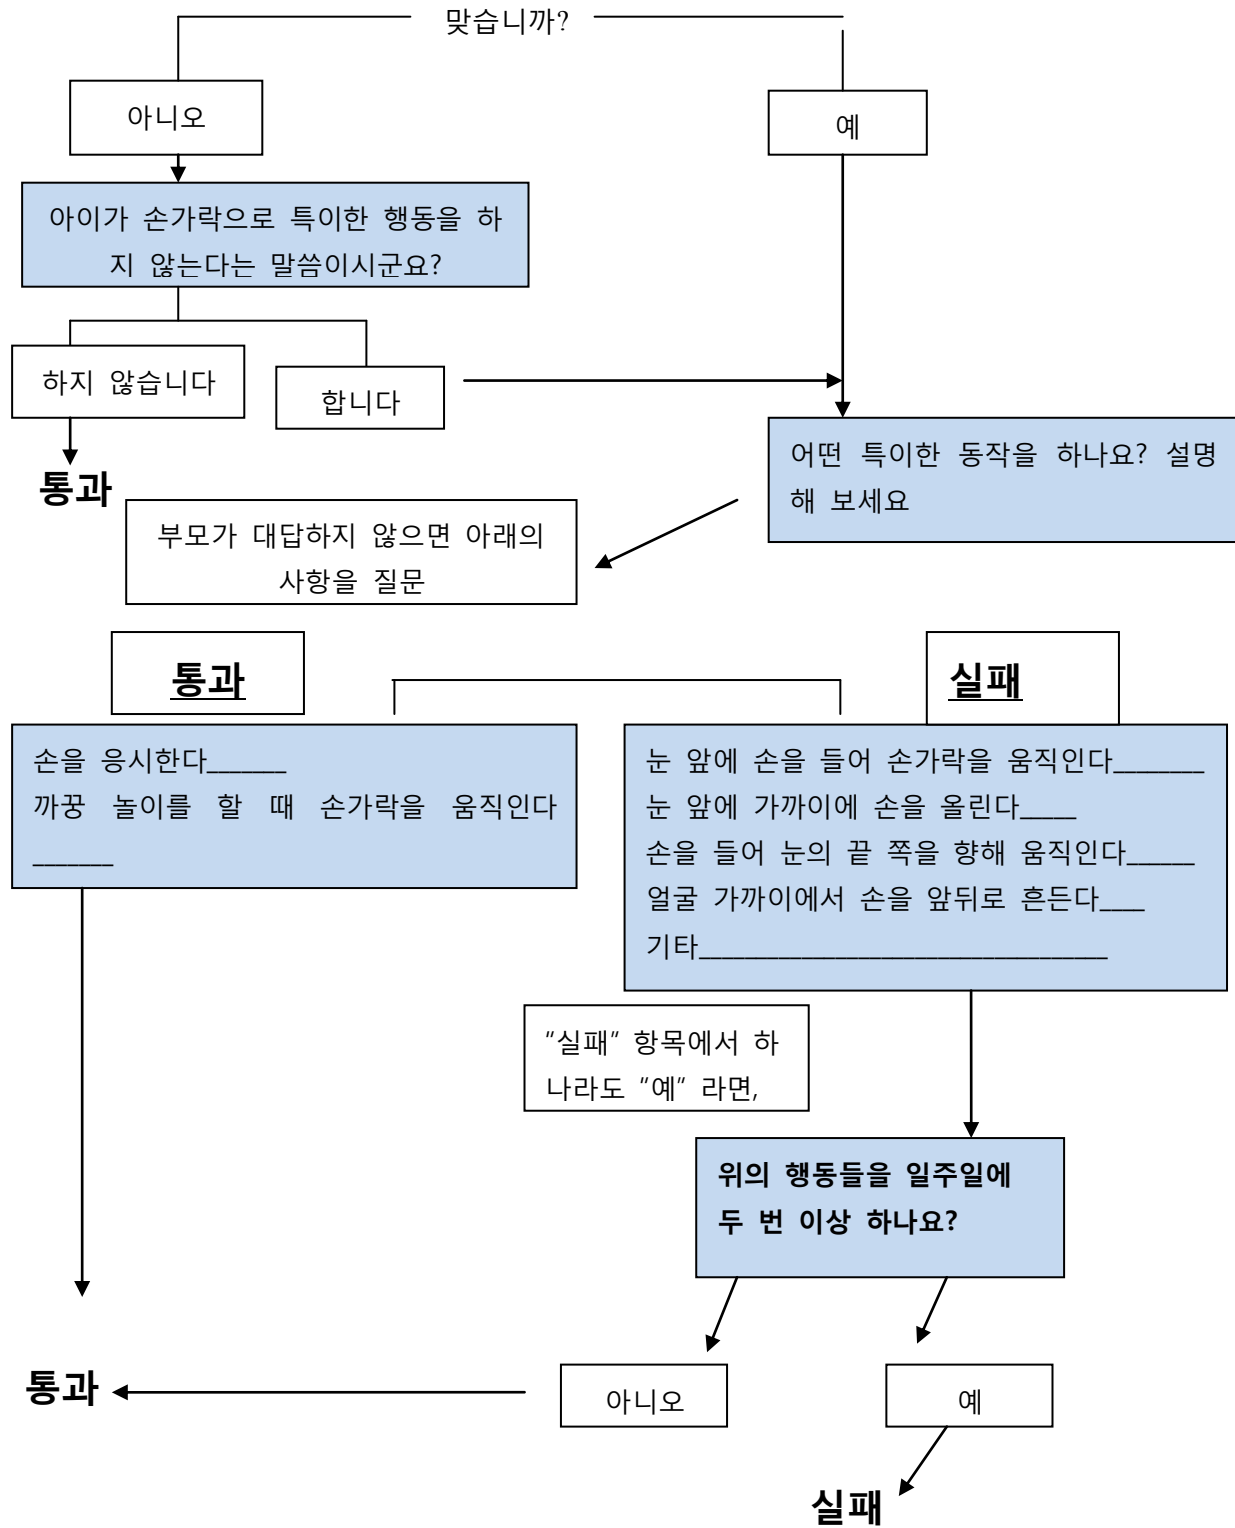 맞습니까?
아니오
예
아이가 손가락으로 특이한 행동을 하
지 않는다는 말씀이시군요?
하지 않습니다
합니다
통과
어떤 특이한 동작을 하나요? 설명
해 보세요
부모가 대답하지 않으면 아래의
사항을 질문
통과
실패
손을 응시한다_______
까꿍 놀이를 할 때 손가락을 움직인다
_______
눈 앞에 손을 들어 손가락을 움직인다________
눈 앞에 가까이에 손을 올린다_____
손을 들어 눈의 끝 쪽을 향해 움직인다______
얼굴 가까이에서 손을 앞뒤로 흔든다____
기타____________________________________
"실패" 항목에서 하
나라도 "예" 라면,
위의 행동들을 일주일에
두 번 이상 하나요?
통과
아니오
예
실패